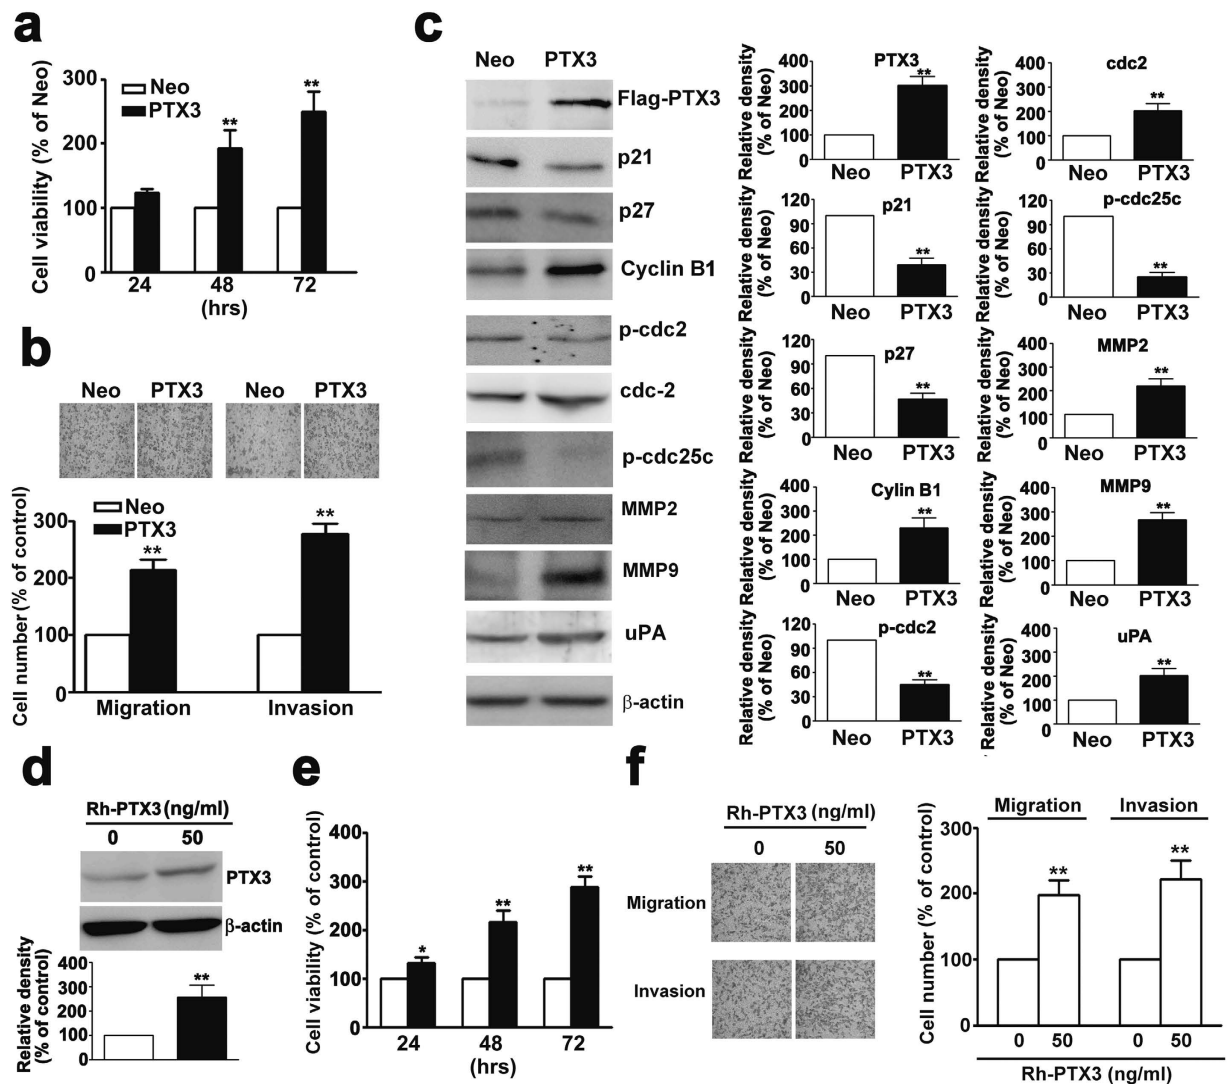 a
Cell viability (% of Neo)
300
200
100
0
Neo
PTX3
**
**
24
48
72
(hrs)
b
Neo
PTX3
Neo
PTX3
Cell number (% of control)
300
200
100
0
Neo
PTX3
**
**
Migration
Invasion
c
Neo
PTX3
Flag-PTX3
p21
p27
Cyclin B1
p-cdc2
cdc-2
p-cdc25c
MMP2
MMP9
uPA
β-actin
Relative density
(% of Neo)
400
300
200
100
0
PTX3
**
Neo
PTX3
Relative density
(% of Neo)
400
300
200
100
0
cdc2
**
Neo
PTX3
Relative density
(% of Neo)
120
90
60
30
0
p21
**
Neo
PTX3
Relative density
(% of Neo)
120
90
60
30
0
p-cdc25c
**
Neo
PTX3
Relative density
(% of Neo)
120
90
60
30
0
p27
**
Neo
PTX3
Relative density
(% of Neo)
400
300
200
100
0
MMP2
**
Neo
PTX3
Relative density
(% of Neo)
400
300
200
100
0
Cylin B1
**
Neo
PTX3
Relative density
(% of Neo)
400
300
200
100
0
MMP9
**
Neo
PTX3
Relative density
(% of Neo)
120
90
60
30
0
p-cdc2
**
Neo
PTX3
Relative density
(% of Neo)
400
300
200
100
0
uPA
**
Neo
PTX3
d
Rh-PTX3 (ng/ml)
0
50
PTX3
β-actin
Relative density
(% of control)
400
300
200
100
0
**
e
Cell viability (% of control)
400
300
200
100
0
*
**
**
24
48
72
(hrs)
f
Rh-PTX3 (ng/ml)
0
50
Migration
Invasion
Cell number (% of control)
300
200
100
0
Migration
Invasion
**
**
0
50
0
50
Rh-PTX3 (ng/ml)